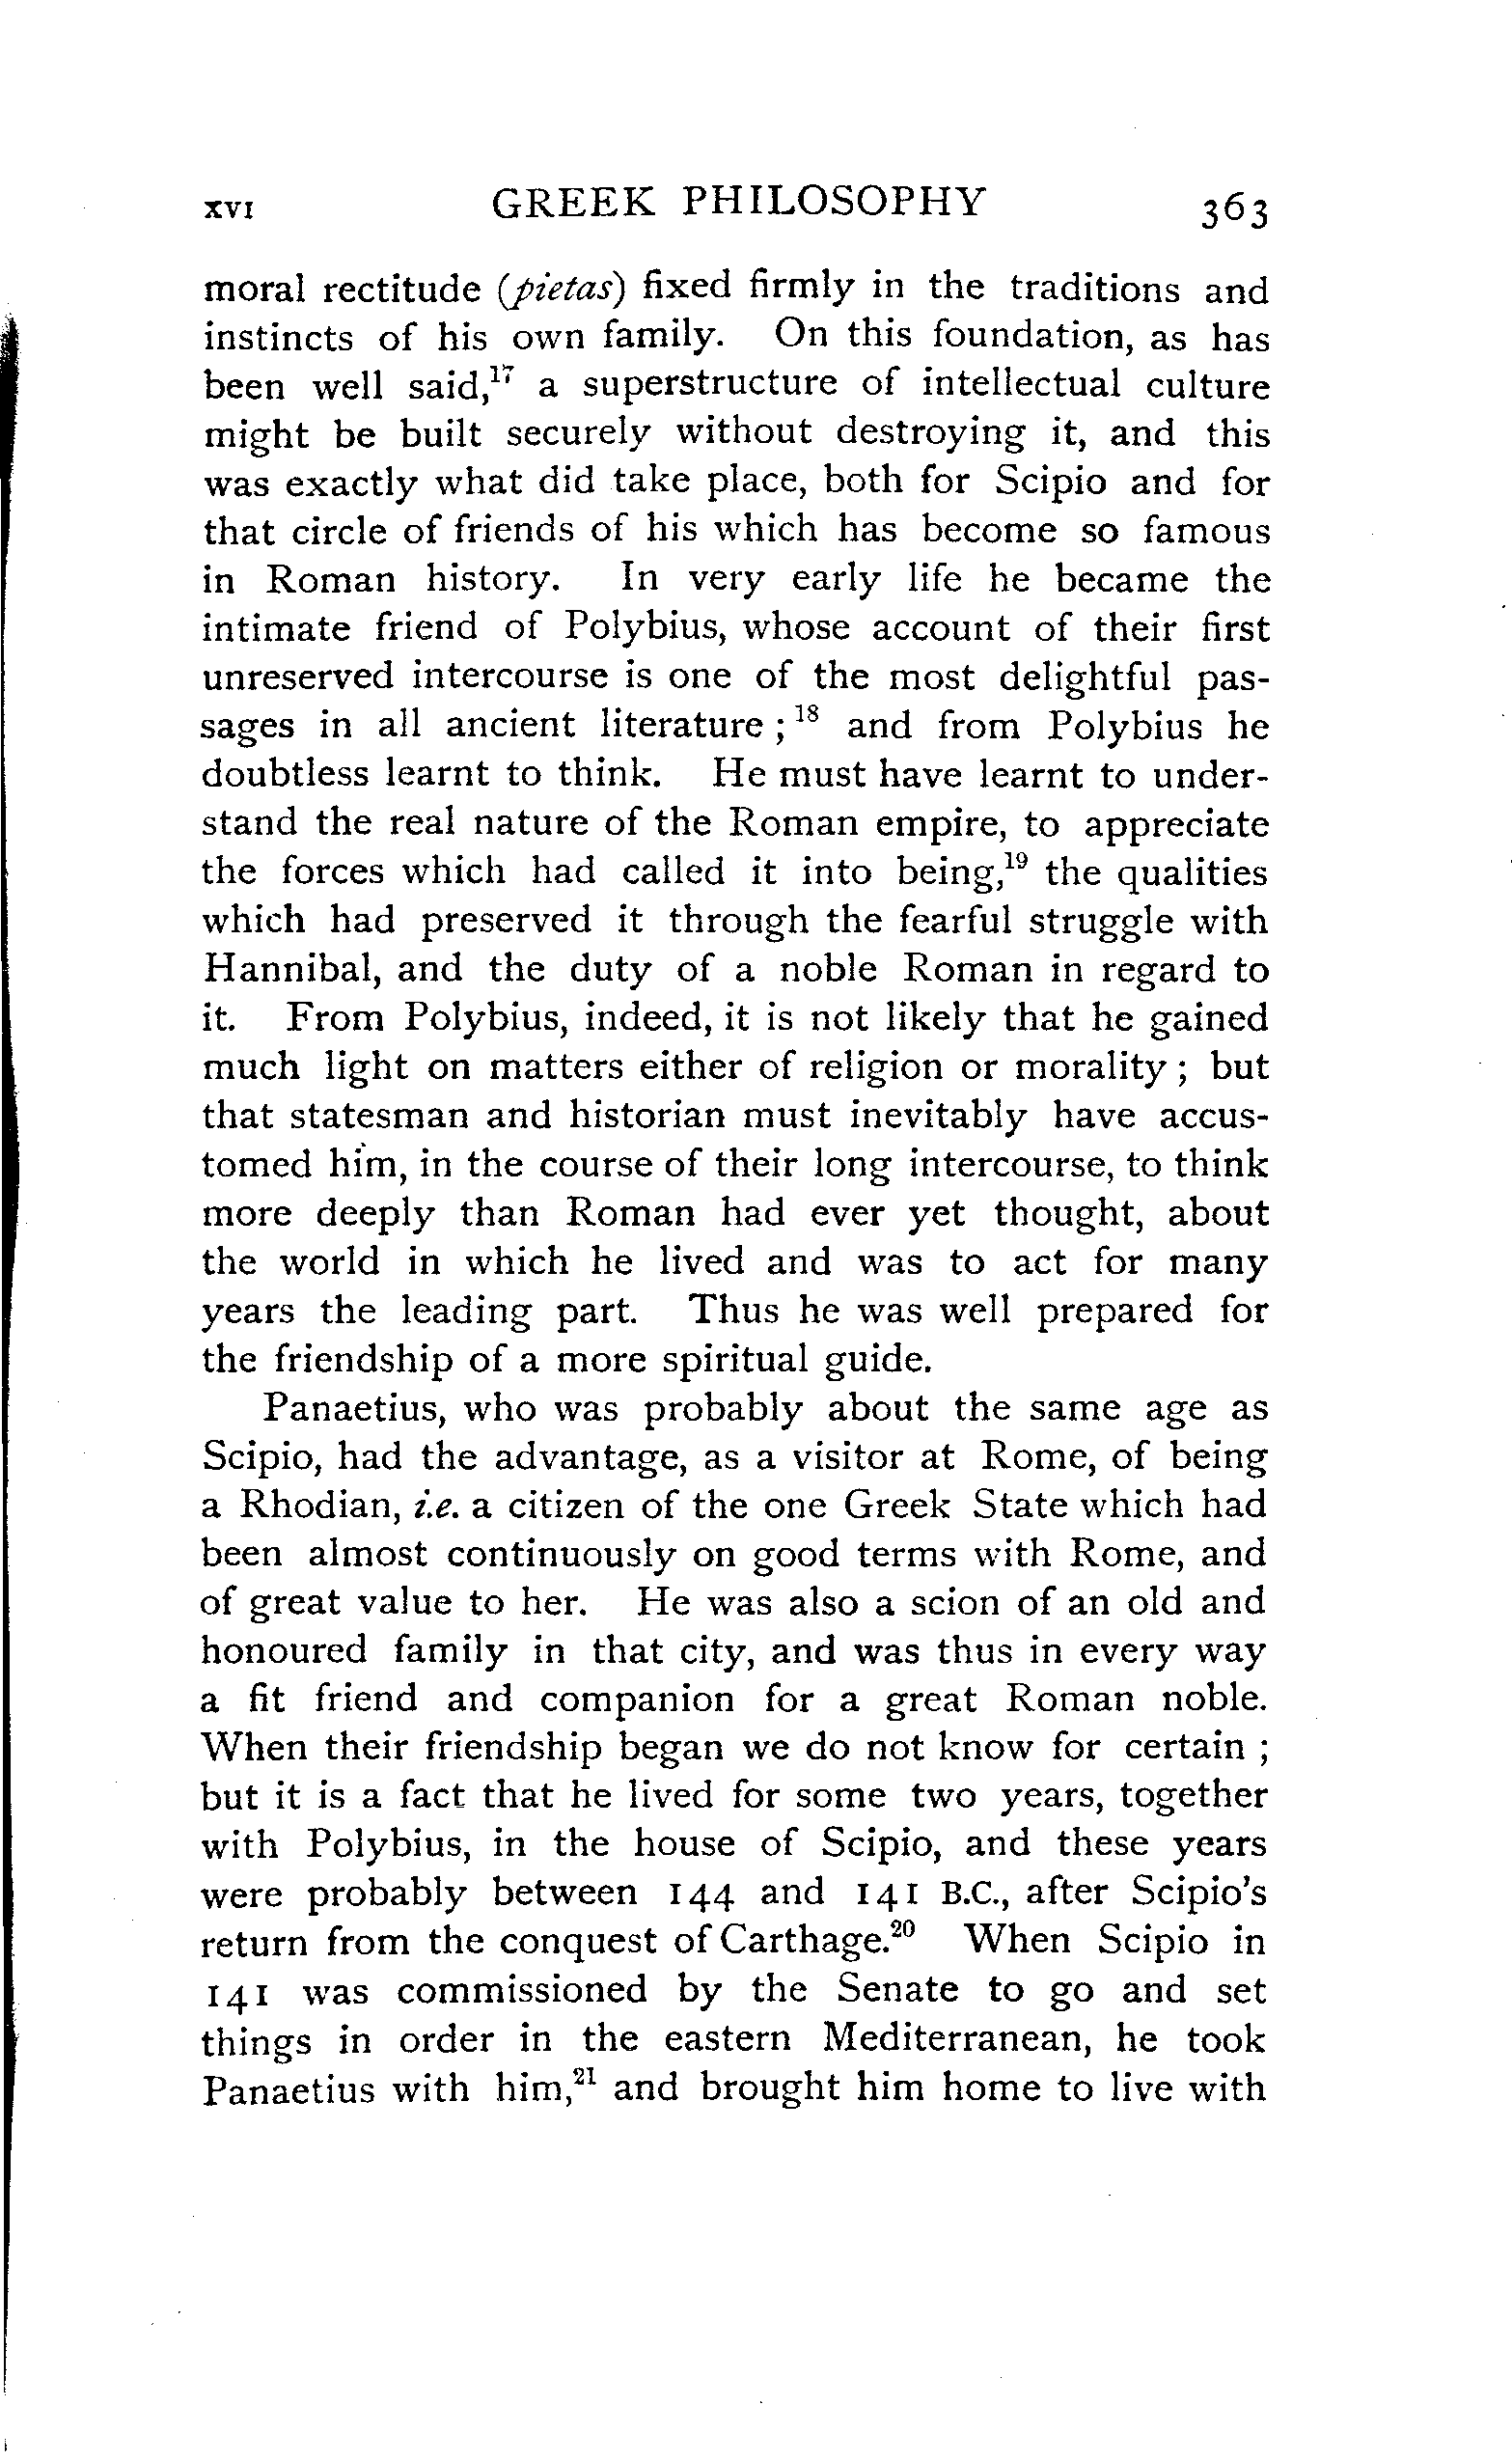 XVI GREEK PHILOSOPHY 363
moral rectitude (pietas) fixed firmly in the traditions and
instincts of his own family. On this foundation, as has
been well said,¹⁷ a superstructure of intellectual culture
might be built securely without destroying it, and this
was exactly what did take place, both for Scipio and for
that circle of friends of his which has become so famous
in Roman history. In very early life he became the
intimate friend of Polybius, whose account of their first
unreserved intercourse is one of the most delightful pas-
sages in all ancient literature ;¹⁸ and from Polybius he
doubtless learnt to think. He must have learnt to under-
stand the real nature of the Roman empire, to appreciate
the forces which had called it into being,¹⁹ the qualities
which had preserved it through the fearful struggle with
Hannibal, and the duty of a noble Roman in regard to
it. From Polybius, indeed, it is not likely that he gained
much light on matters either of religion or morality ; but
that statesman and historian must inevitably have accus-
tomed him, in the course of their long intercourse, to think
more deeply than Roman had ever yet thought, about
the world in which he lived and was to act for many
years the leading part. Thus he was well prepared for
the friendship of a more spiritual guide.
Panaetius, who was probably about the same age as
Scipio, had the advantage, as a visitor at Rome, of being
a Rhodian, i.e. a citizen of the one Greek State which had
been almost continuously on good terms with Rome, and
of great value to her. He was also a scion of an old and
honoured family in that city, and was thus in every way
a fit friend and companion for a great Roman noble.
When their friendship began we do not know for certain ;
but it is a fact that he lived for some two years, together
with Polybius, in the house of Scipio, and these years
were probably between 144 and 141 B.C., after Scipio's
return from the conquest of Carthage.²⁰ When Scipio in
141 was commissioned by the Senate to go and set
things in order in the eastern Mediterranean, he took
Panaetius with him,²¹ and brought him home to live with